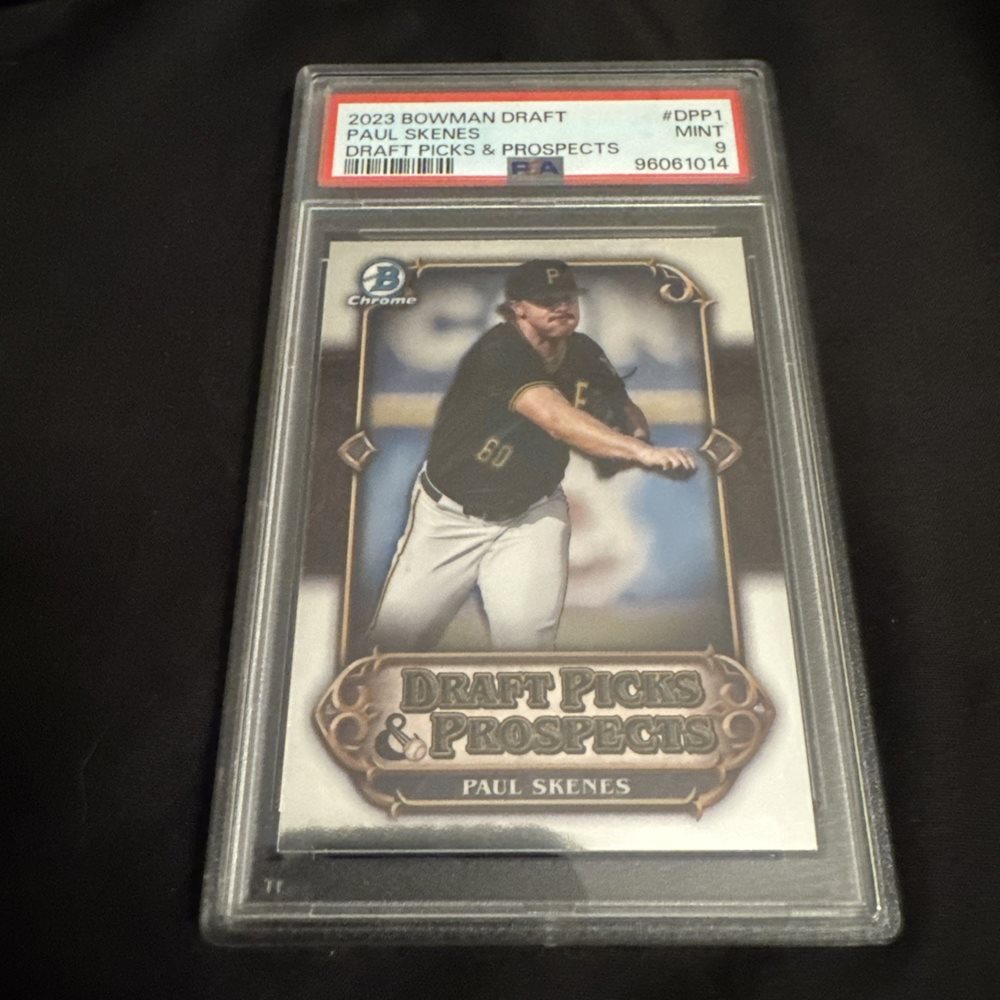 2023 BOWMAN DRAFT #DPP1
PAUL SKENES MINT
DRAFT PICKS & PROSPECTS 9
PSA 96061014
B
Chrome
P
60
DRAFT PICKS
& PROSPECTS
PAUL SKENES